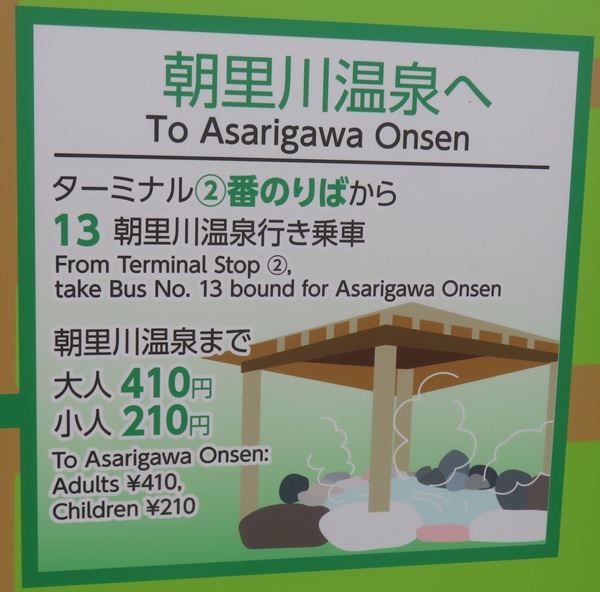 朝里川温泉へ
To Asarigawa Onsen
ターミナル②番のりばから
13 朝里川温泉行き乗車
From Terminal Stop ②,
take Bus No. 13 bound for Asarigawa Onsen
朝里川温泉まで
大人 410円
小人 210円
To Asarigawa Onsen:
Adults ¥410,
Children ¥210